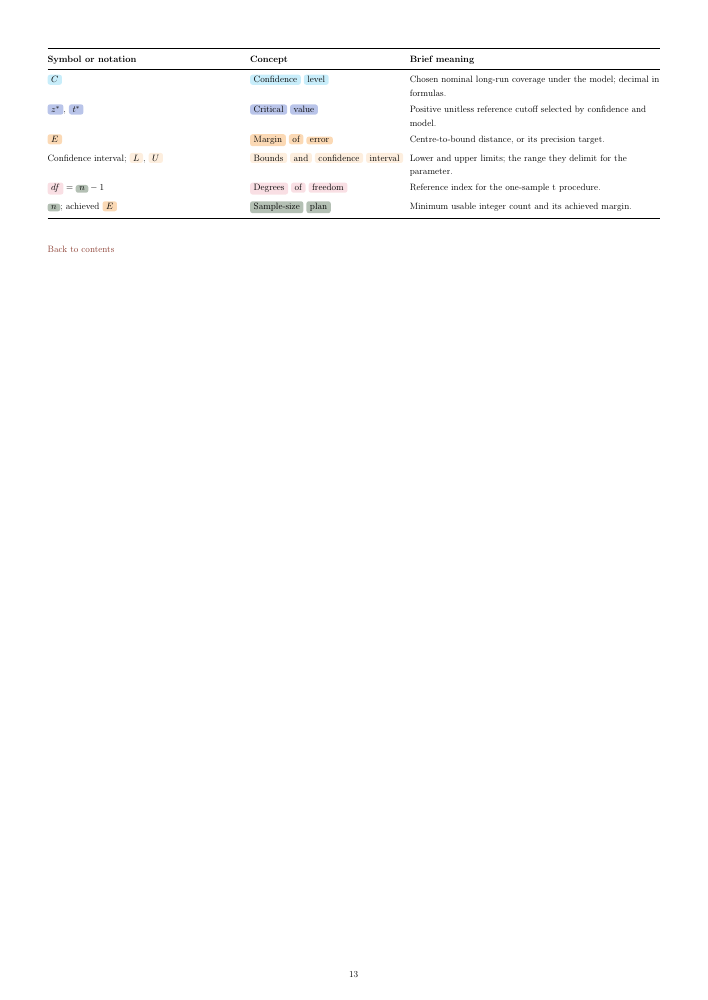 Symbol or notation Concept Brief meaning
C Confidence level Chosen nominal long-run coverage under the model; decimal in
formulas.
z*, t* Critical value Positive unitless reference cutoff selected by confidence and
model.
E Margin of error Centre-to-bound distance, or its precision target.
Confidence interval; L, U Bounds and confidence interval Lower and upper limits; the range they delimit for the
parameter.
df = n − 1 Degrees of freedom Reference index for the one-sample t procedure.
n; achieved E Sample-size plan Minimum usable integer count and its achieved margin.
Back to contents
13